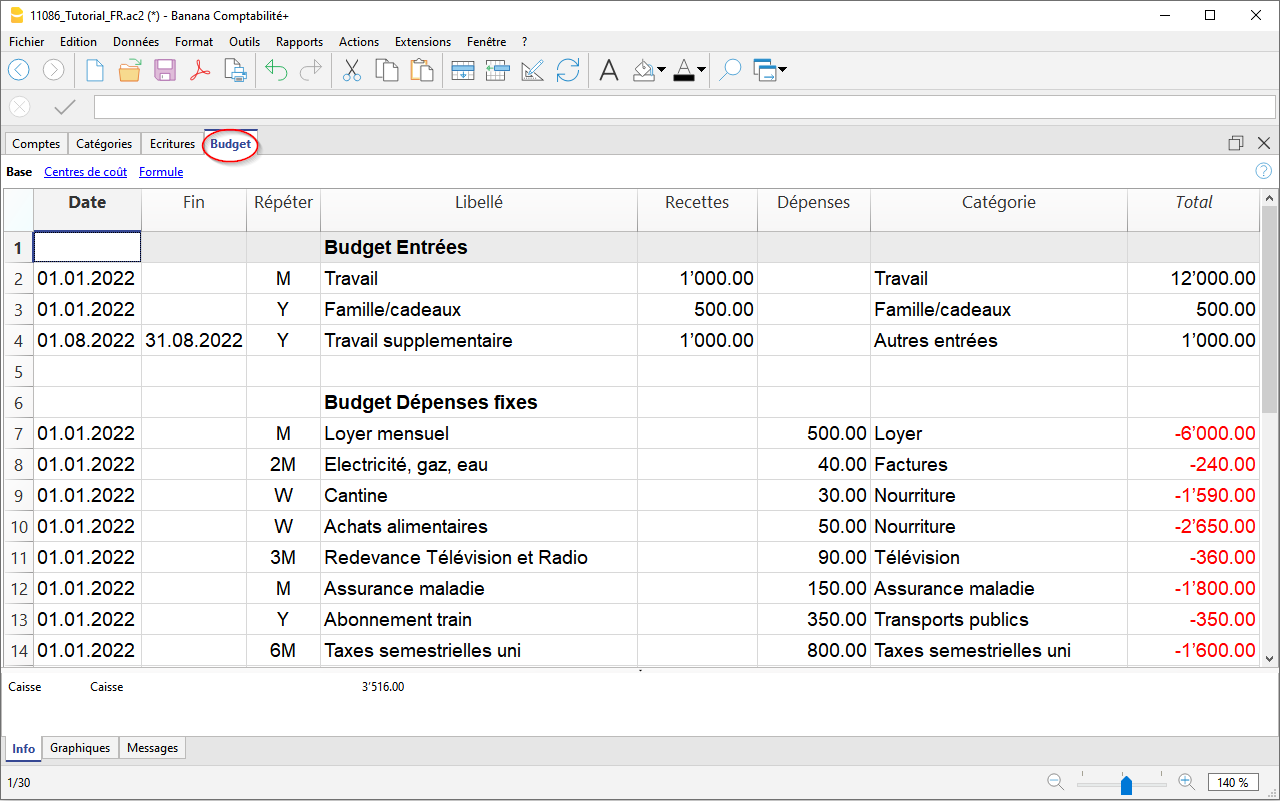 11086_Tutorial_FR.ac2 (*) - Banana Comptabilité+
Fichier Edition Données Format Outils Rapports Actions Extensions Fenêtre ?
Comptes Catégories Ecritures Budget
Base Centres de coût Formule
Date Fin Répéter Libellé Recettes Dépenses Catégorie Total
1 Budget Entrées
2 01.01.2022 M Travail 1’000.00 Travail 12’000.00
3 01.01.2022 Y Famille/cadeaux 500.00 Famille/cadeaux 500.00
4 01.08.2022 31.08.2022 Y Travail supplementaire 1’000.00 Autres entrées 1’000.00
5
6 Budget Dépenses fixes
7 01.01.2022 M Loyer mensuel 500.00 Loyer -6’000.00
8 01.01.2022 2M Electricité, gaz, eau 40.00 Factures -240.00
9 01.01.2022 W Cantine 30.00 Nourriture -1’590.00
10 01.01.2022 W Achats alimentaires 50.00 Nourriture -2’650.00
11 01.01.2022 3M Redevance Télévision et Radio 90.00 Télévision -360.00
12 01.01.2022 M Assurance maladie 150.00 Assurance maladie -1’800.00
13 01.01.2022 Y Abonnement train 350.00 Transports publics -350.00
14 01.01.2022 6M Taxes semestrielles uni 800.00 Taxes semestrielles uni -1’600.00
Caisse Caisse 3’516.00
Info Graphiques Messages
1/30 140 %